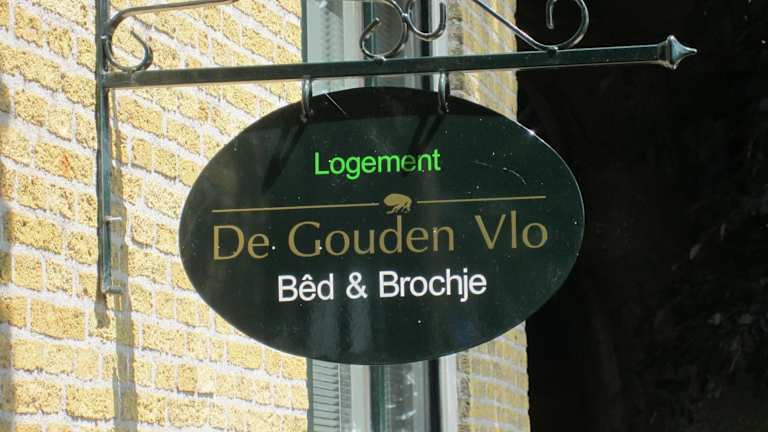 Logement
De Gouden Vlo
Bêd & Brochje